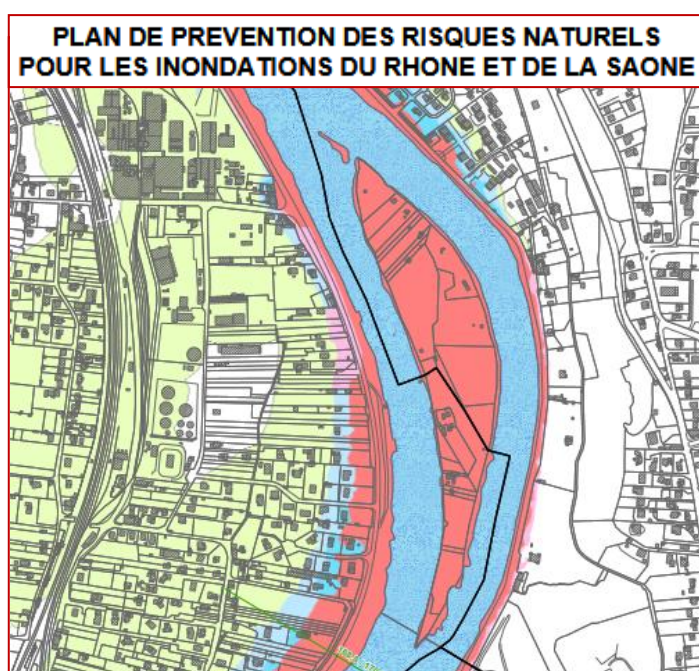 PLAN DE PREVENTION DES RISQUES NATURELS
POUR LES INONDATIONS DU RHONE ET DE LA SAONE